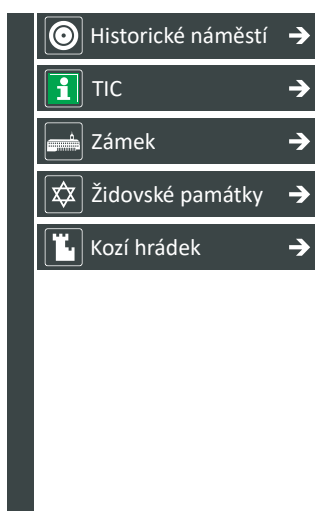 Historické náměstí
TIC
Zámek
Židovské památky
Kozí hrádek